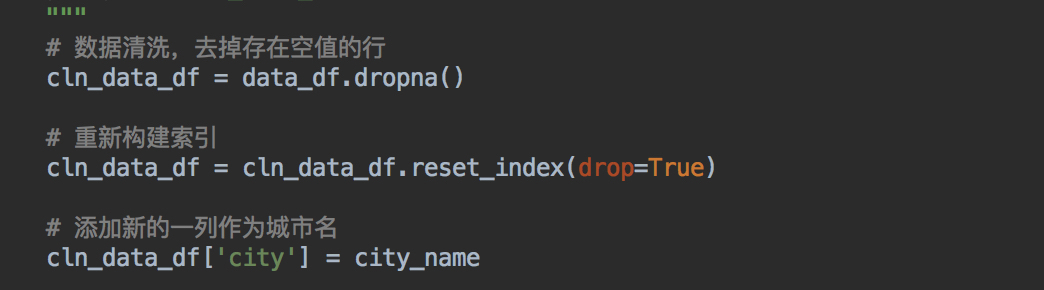 """
# 数据清洗，去掉存在空值的行
cln_data_df = data_df.dropna()
# 重新构建索引
cln_data_df = cln_data_df.reset_index(drop=True)
# 添加新的一列作为城市名
cln_data_df['city'] = city_name